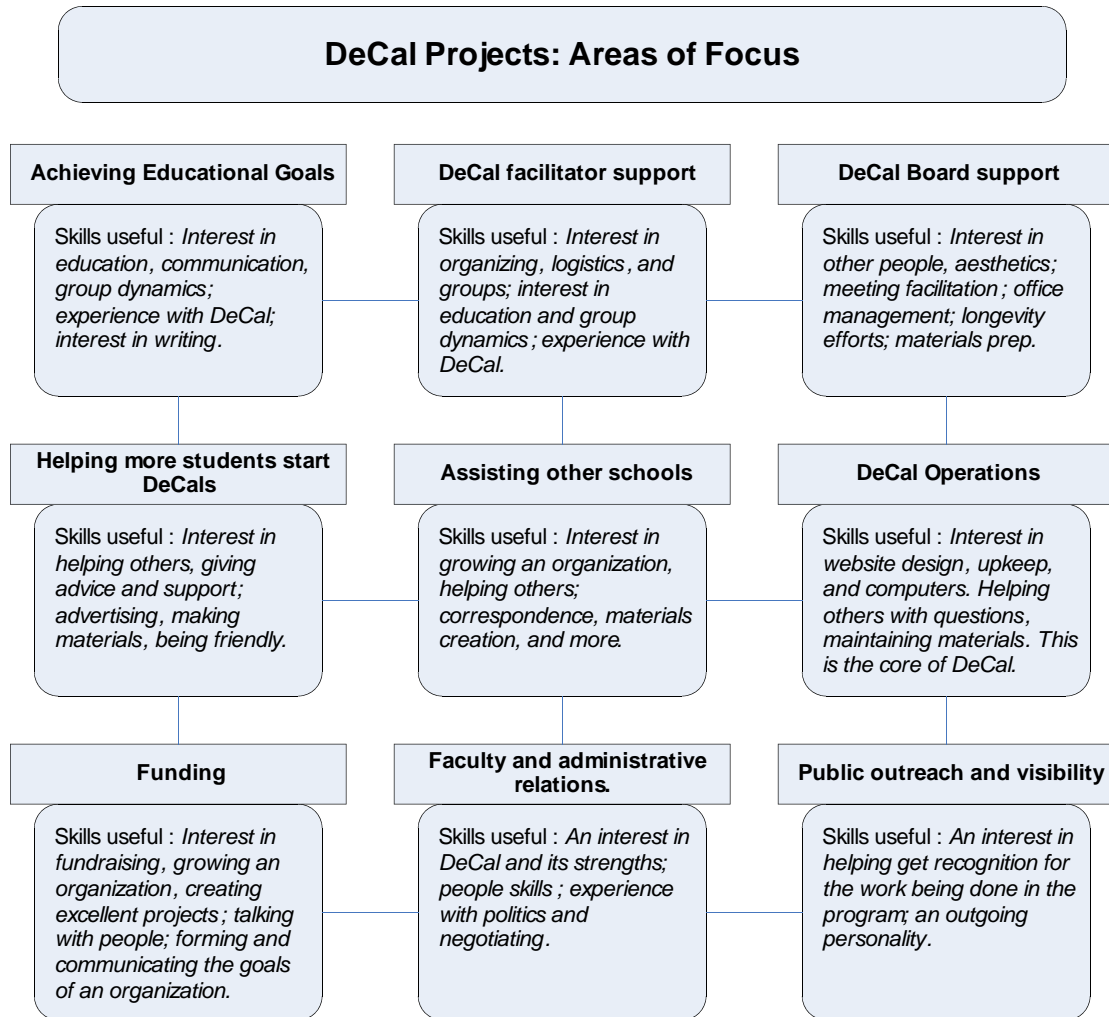 DeCal Projects: Areas of Focus
Achieving Educational Goals
Skills useful : Interest in
education, communication,
group dynamics;
experience with DeCal;
interest in writing.
DeCal facilitator support
Skills useful : Interest in
organizing, logistics, and
groups; interest in
education and group
dynamics; experience with
DeCal.
DeCal Board support
Skills useful : Interest in
other people, aesthetics;
meeting facilitation; office
management; longevity
efforts; materials prep.
Helping more students start
DeCals
Skills useful : Interest in
helping others, giving
advice and support;
advertising, making
materials, being friendly.
Assisting other schools
Skills useful : Interest in
growing an organization,
helping others;
correspondence, materials
creation, and more.
DeCal Operations
Skills useful : Interest in
website design, upkeep,
and computers. Helping
others with questions,
maintaining materials. This
is the core of DeCal.
Funding
Skills useful : Interest in
fundraising, growing an
organization, creating
excellent projects; talking
with people; forming and
communicating the goals
of an organization.
Faculty and administrative
relations.
Skills useful : An interest in
DeCal and its strengths;
people skills; experience
with politics and
negotiating.
Public outreach and visibility
Skills useful : An interest in
helping get recognition for
the work being done in the
program; an outgoing
personality.